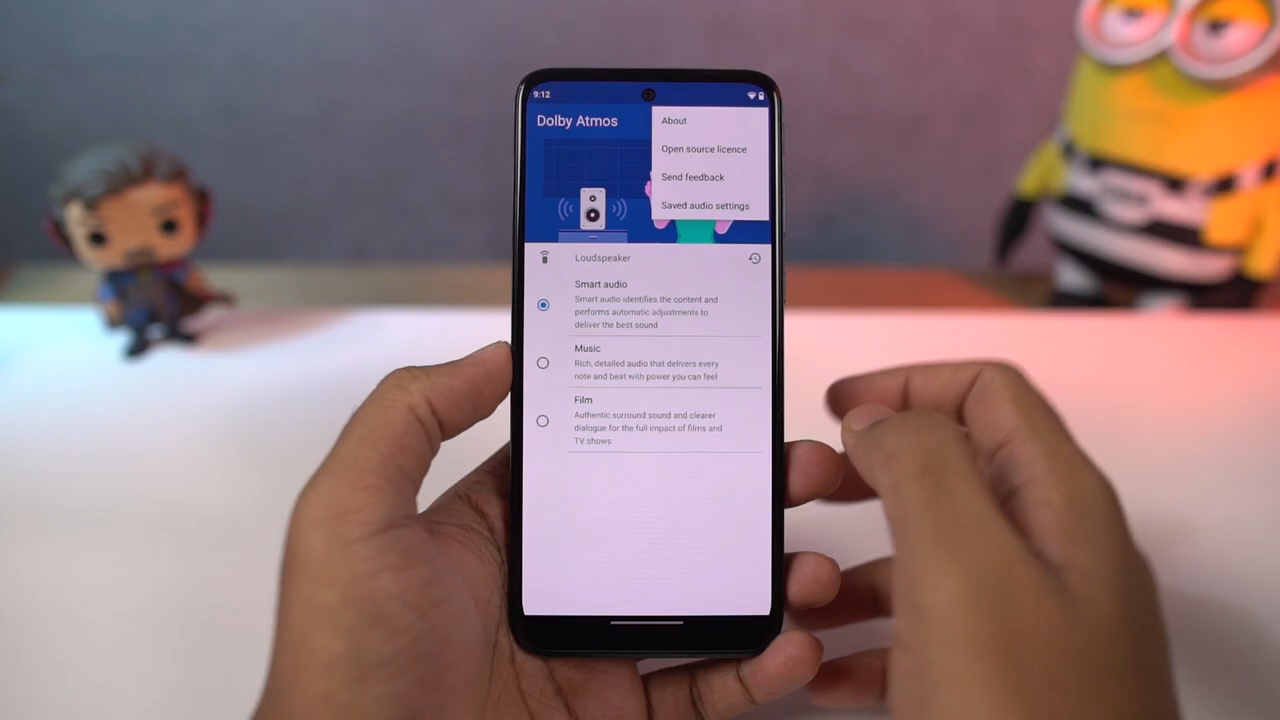 9:12
Dolby Atmos
About
Open source licence
Send feedback
Saved audio settings
Loudspeaker
Smart audio
Smart audio identifies the content and
performs automatic adjustments to
deliver the best sound
Music
Rich, detailed audio that delivers every
note and beat with power you can feel
Film
Authentic surround sound and clearer
dialogue for the full impact of films and
TV shows